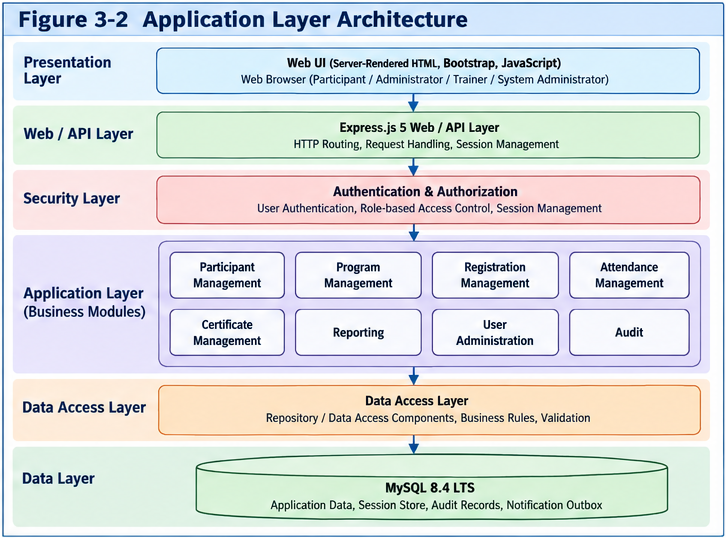 Figure 3-2 Application Layer Architecture
Presentation
Layer
Web UI (Server-Rendered HTML, Bootstrap, JavaScript)
Web Browser (Participant / Administrator / Trainer / System Administrator)
Web / API Layer
Express.js 5 Web / API Layer
HTTP Routing, Request Handling, Session Management
Security Layer
Authentication & Authorization
User Authentication, Role-based Access Control, Session Management
Application Layer
(Business Modules)
Participant
Management
Program
Management
Registration
Management
Attendance
Management
Certificate
Management
Reporting
User
Administration
Audit
Data Access Layer
Data Access Layer
Repository / Data Access Components, Business Rules, Validation
Data Layer
MySQL 8.4 LTS
Application Data, Session Store, Audit Records, Notification Outbox